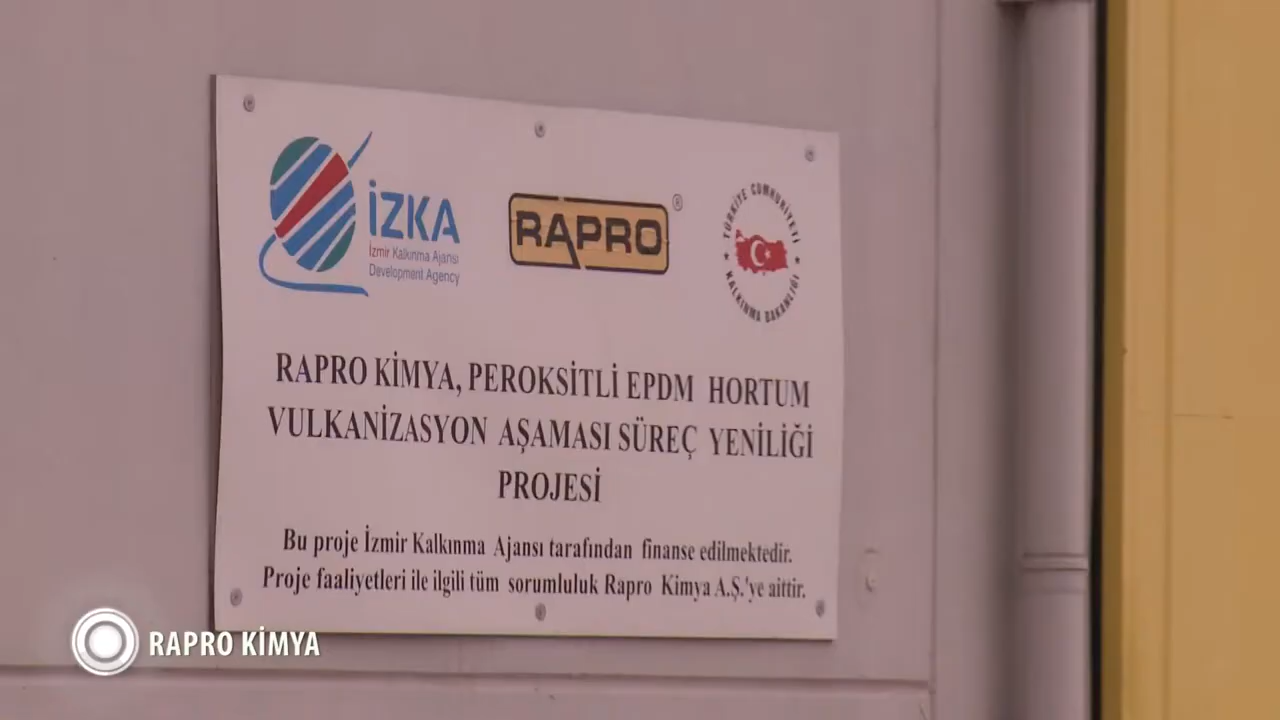 İZKA
İzmir Kalkınma Ajansı
Development Agency
RAPRO®
TÜRKİYE CUMHURİYETİ
KALKINMA BAKANLIĞI
RAPRO KİMYA, PEROKSİTLİ EPDM HORTUM
VULKANİZASYON AŞAMASI SÜREÇ YENİLİĞİ
PROJESİ
Bu proje İzmir Kalkınma Ajansı tarafından finanse edilmektedir.
Proje faaliyetleri ile ilgili tüm sorumluluk Rapro Kimya A.Ş.'ye aittir.
RAPRO KİMYA